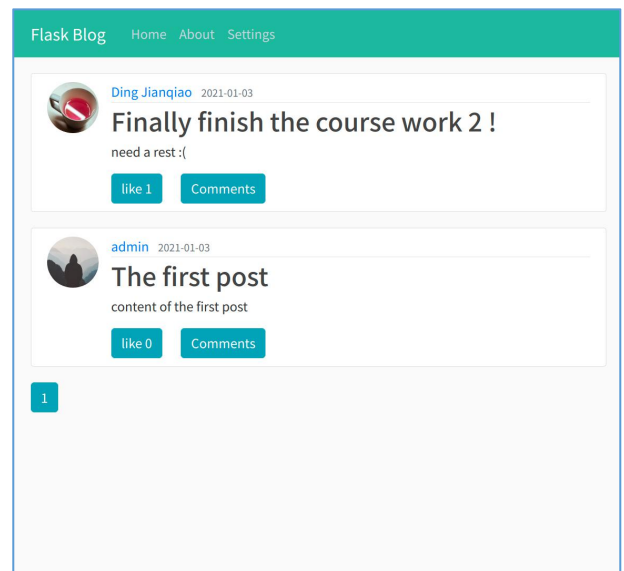 Flask Blog Home About Settings
Ding Jianqiao 2021-01-03
Finally finish the course work 2 !
need a rest :(
like 1 Comments
admin 2021-01-03
The first post
content of the first post
like 0 Comments
1